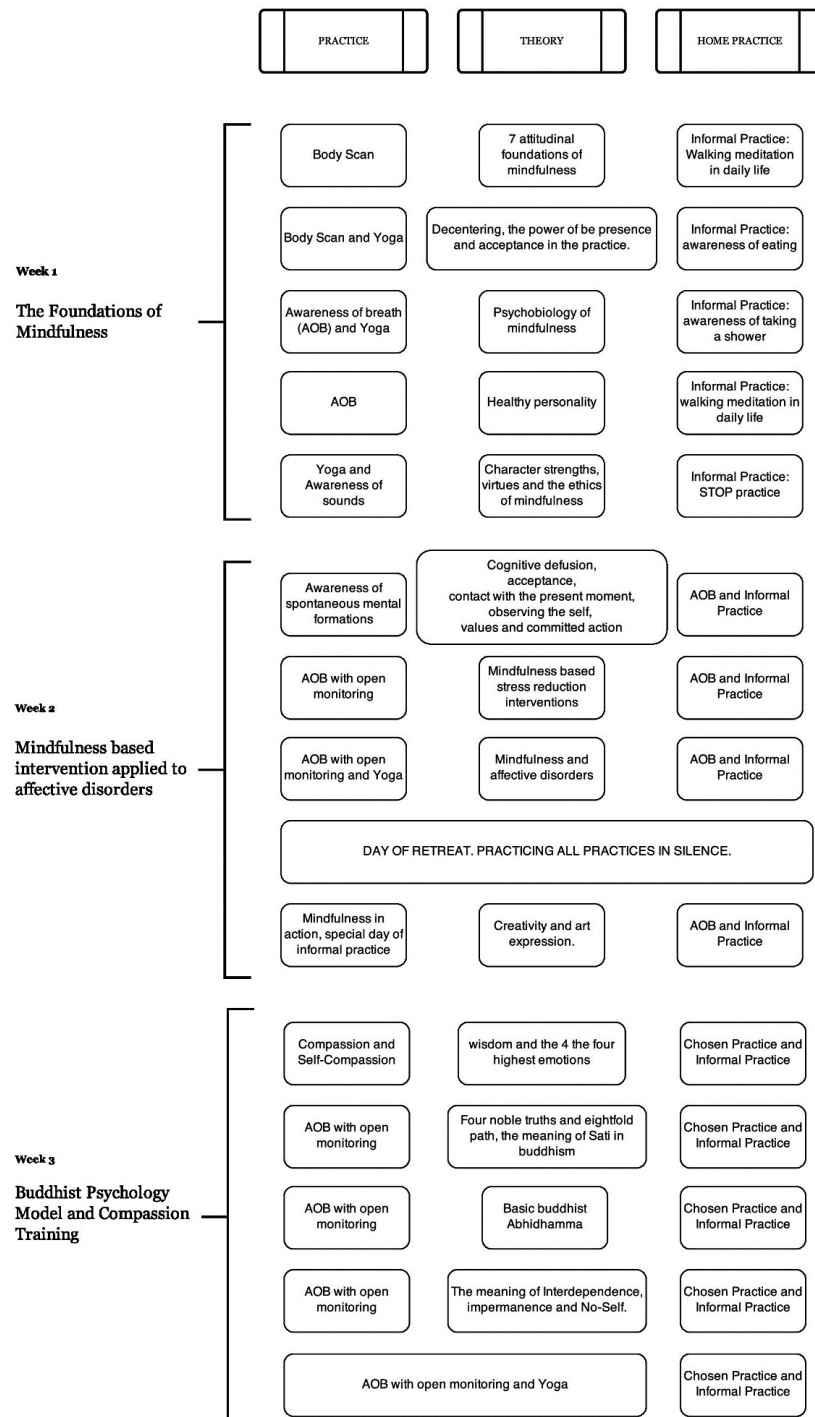 PRACTICE
THEORY
HOME PRACTICE
Week 1
The Foundations of
Mindfulness
Body Scan
7 attitudinal
foundations of
mindfulness
Informal Practice:
Walking meditation
in daily life
Body Scan and Yoga
Decentering, the power of be presence
and acceptance in the practice.
Informal Practice:
awareness of eating
Awareness of breath
(AOB) and Yoga
Psychobiology of
mindfulness
Informal Practice:
awareness of taking
a shower
AOB
Healthy personality
Informal Practice:
walking meditation in
daily life
Yoga and
Awareness of
sounds
Character strengths,
virtues and the ethics
of mindfulness
Informal Practice:
STOP practice
Week 2
Mindfulness based
intervention applied to
affective disorders
Awareness of
spontaneous mental
formations
Cognitive defusion,
acceptance,
contact with the present moment,
observing the self,
values and committed action
AOB and Informal
Practice
AOB with open
monitoring
Mindfulness based
stress reduction
interventions
AOB and Informal
Practice
AOB with open
monitoring and Yoga
Mindfulness and
affective disorders
AOB and Informal
Practice
DAY OF RETREAT. PRACTICING ALL PRACTICES IN SILENCE.
Mindfulness in
action, special day of
informal practice
Creativity and art
expression.
AOB and Informal
Practice
Week 3
Buddhist Psychology
Model and Compassion
Training
Compassion and
Self-Compassion
wisdom and the 4 the four
highest emotions
Chosen Practice and
Informal Practice
AOB with open
monitoring
Four noble truths and eightfold
path, the meaning of Sati in
buddhism
Chosen Practice and
Informal Practice
AOB with open
monitoring
Basic buddhist
Abhidhamma
Chosen Practice and
Informal Practice
AOB with open
monitoring
The meaning of Interdependence,
impermanence and No-Self.
Chosen Practice and
Informal Practice
AOB with open monitoring and Yoga
Chosen Practice and
Informal Practice